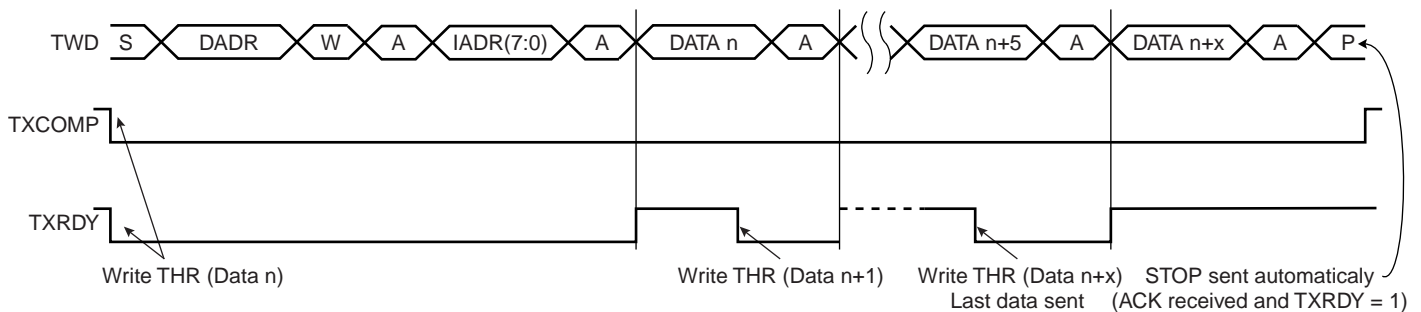 TWD S DADR W A IADR(7:0) A DATA n A DATA n+5 A DATA n+x A P
TXCOMP
TXRDY
Write THR (Data n) Write THR (Data n+1) Write THR (Data n+x) STOP sent automaticaly
Last data sent (ACK received and TXRDY = 1)